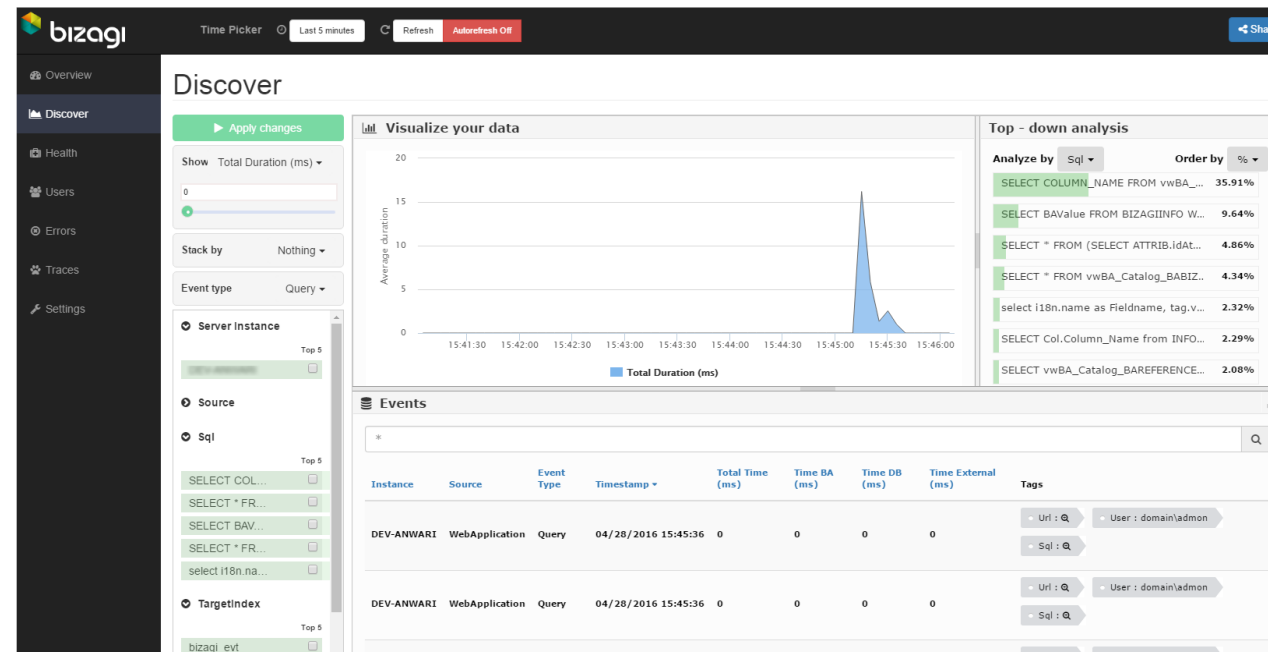 bizagi
Time Picker Last 5 minutes Refresh Autorefresh Off
Overview
Discover
Health
Users
Errors
Traces
Settings
Discover
Apply changes
Show Total Duration (ms)
0
Stack by Nothing
Event type Query
Server Instance
Top 5
Source
Sql
Top 5
SELECT COL...
SELECT * FR...
SELECT BAV...
SELECT * FR...
select i18n.na...
TargetIndex
Top 5
bizagi_evt
Visualize your data
Average duration
20
15
10
5
0
15:41:30 15:42:00 15:42:30 15:43:00 15:43:30 15:44:00 15:44:30 15:45:00 15:45:30 15:46:00
Total Duration (ms)
Top - down analysis
Analyze by Sql Order by %
SELECT COLUMN_NAME FROM vwBA_... 35.91%
SELECT BAValue FROM BIZAGIINFO W... 9.64%
SELECT * FROM (SELECT ATTRIB.idAt... 4.86%
SELECT * FROM vwBA_Catalog_BABIZ.. 4.34%
select i18n.name as Fieldname, tag.v... 2.32%
SELECT Col.Column_Name from INFO... 2.29%
SELECT vwBA_Catalog_BAREFERENCE... 2.08%
Events
*
Instance Source Event Type Timestamp Total Time (ms) Time BA (ms) Time DB (ms) Time External (ms) Tags
DEV-ANWARI WebApplication Query 04/28/2016 15:45:36 0 0 0 0
Url : User : domain\admon
Sql :
DEV-ANWARI WebApplication Query 04/28/2016 15:45:36 0 0 0 0
Url : User : domain\admon
Sql :